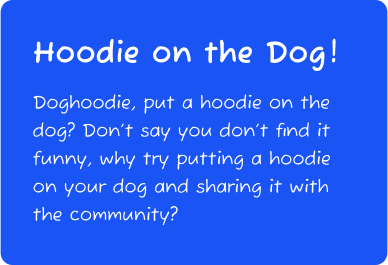 Hoodie on the Dog!
Doghoodie, put a hoodie on the
dog? Don't say you don't find it
funny, why try putting a hoodie
on your dog and sharing it with
the community?